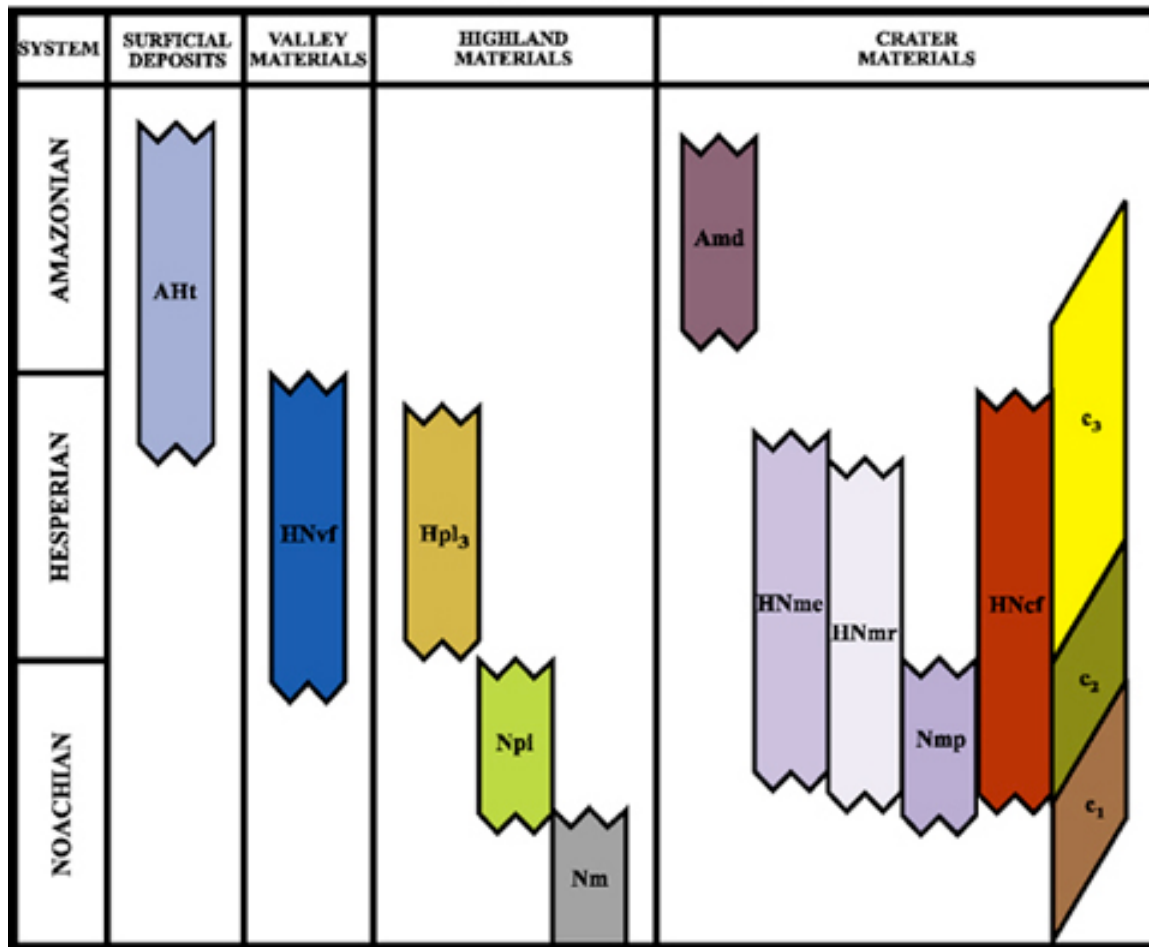 SYSTEM
SURFICIAL
DEPOSITS
VALLEY
MATERIALS
HIGHLAND
MATERIALS
CRATER
MATERIALS
AMAZONIAN
HESPERIAN
NOACHIAN
AHt
HNvf
Hpl₃
Npl
Nm
Amd
HNme
HNmr
Nmp
HNcf
c₃
c₂
c₁